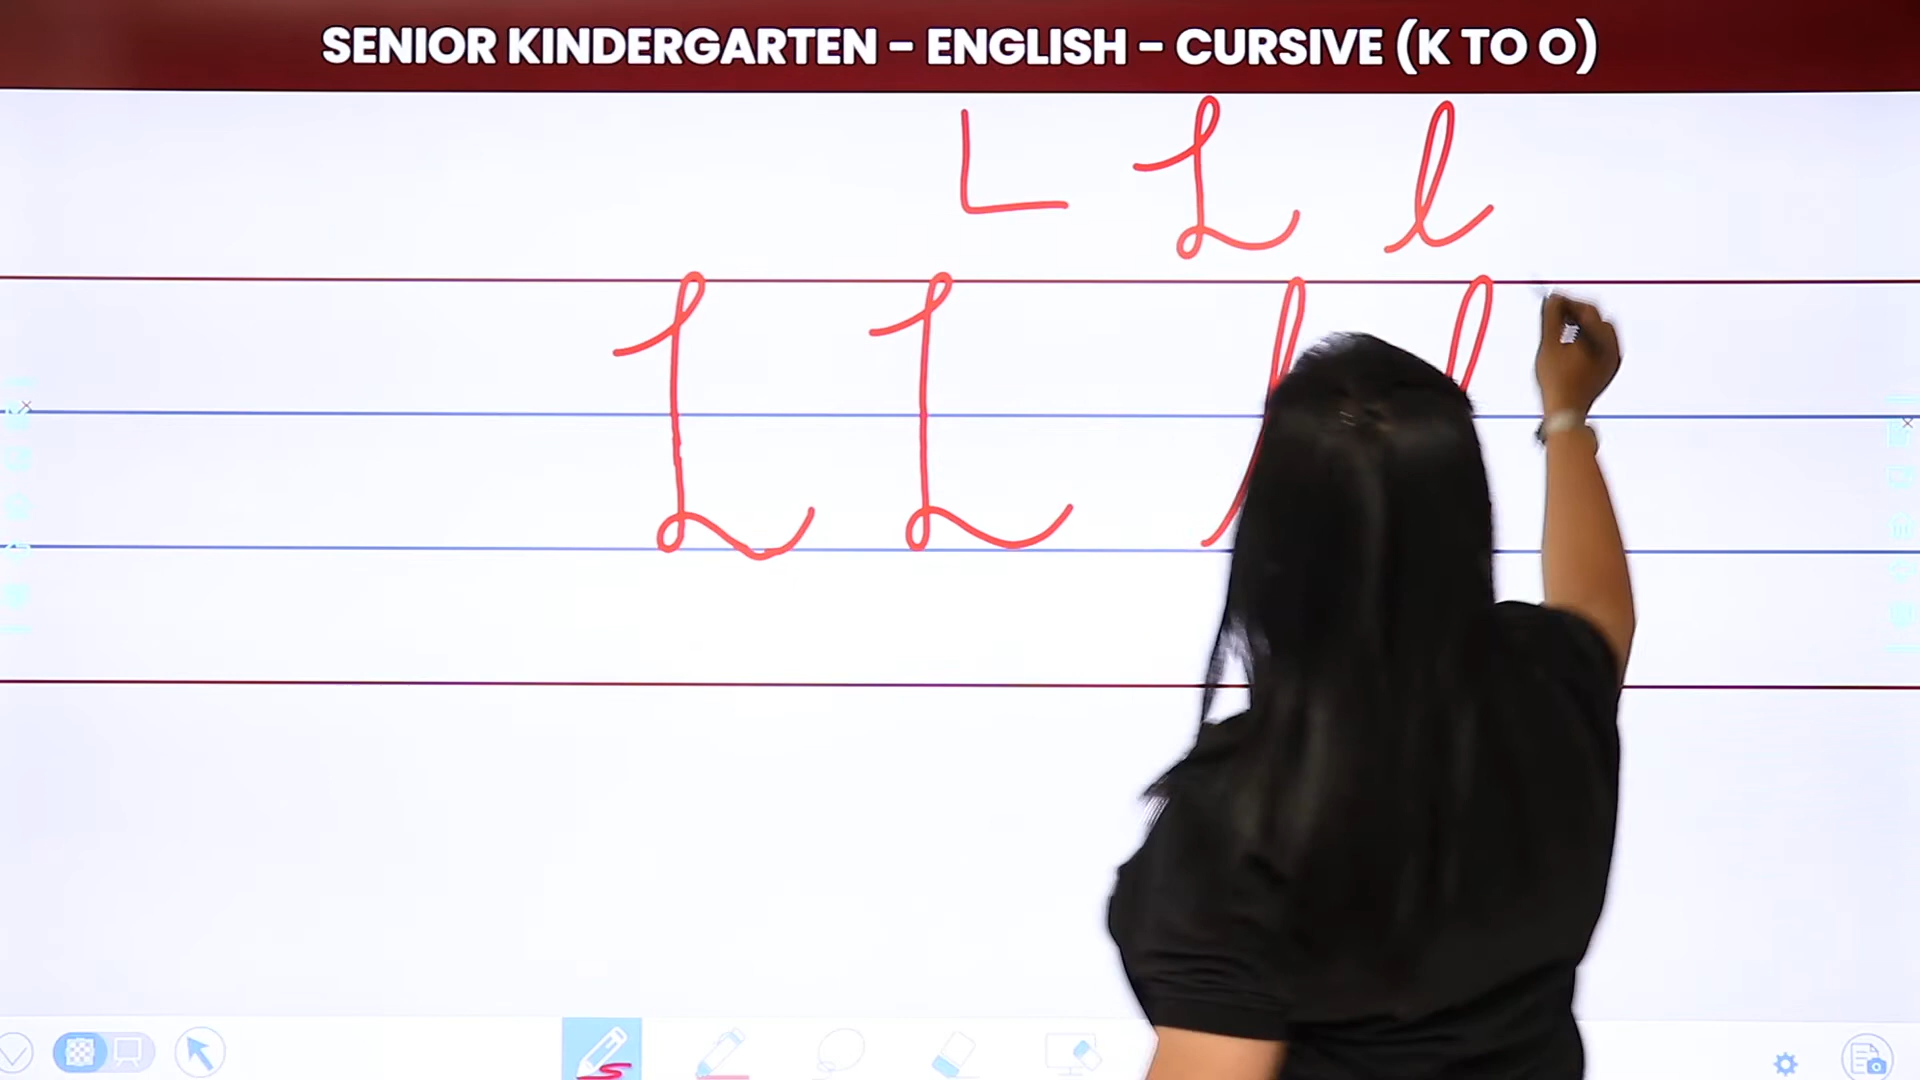 SENIOR KINDERGARTEN – ENGLISH – CURSIVE (K TO O)
L L l
L L l l